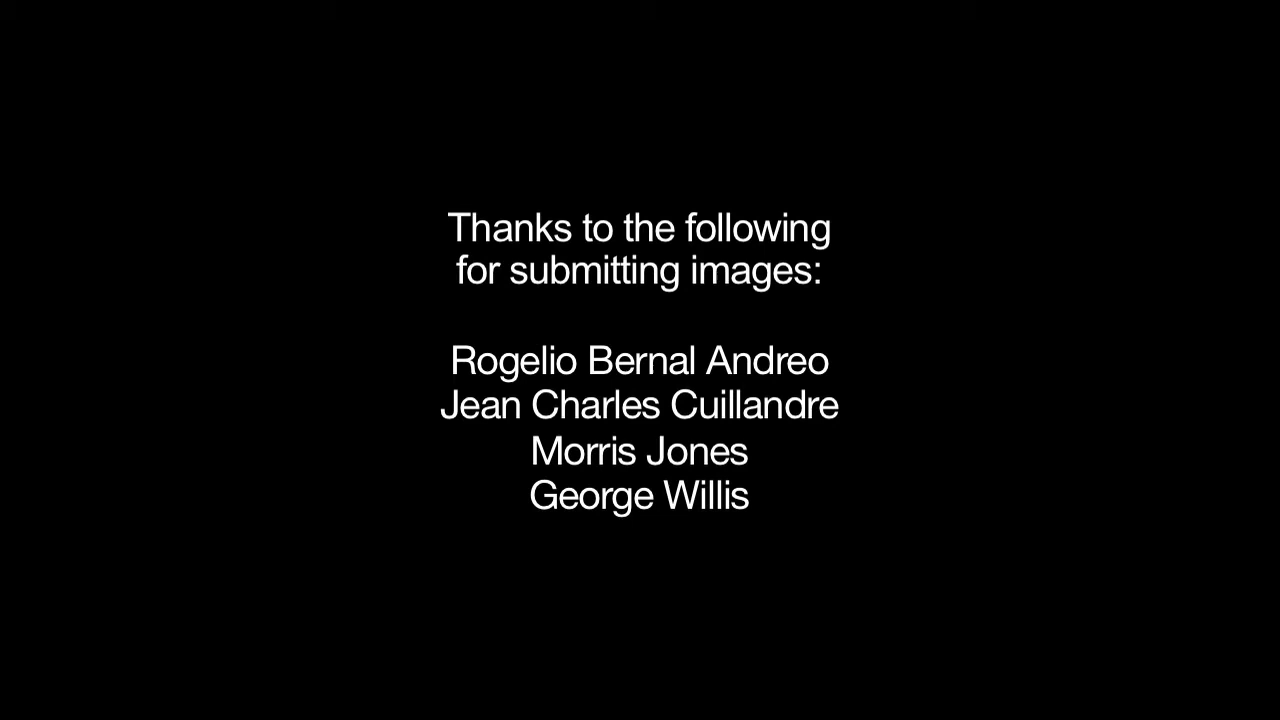 Thanks to the following
for submitting images:
Rogelio Bernal Andreo
Jean Charles Cuillandre
Morris Jones
George Willis